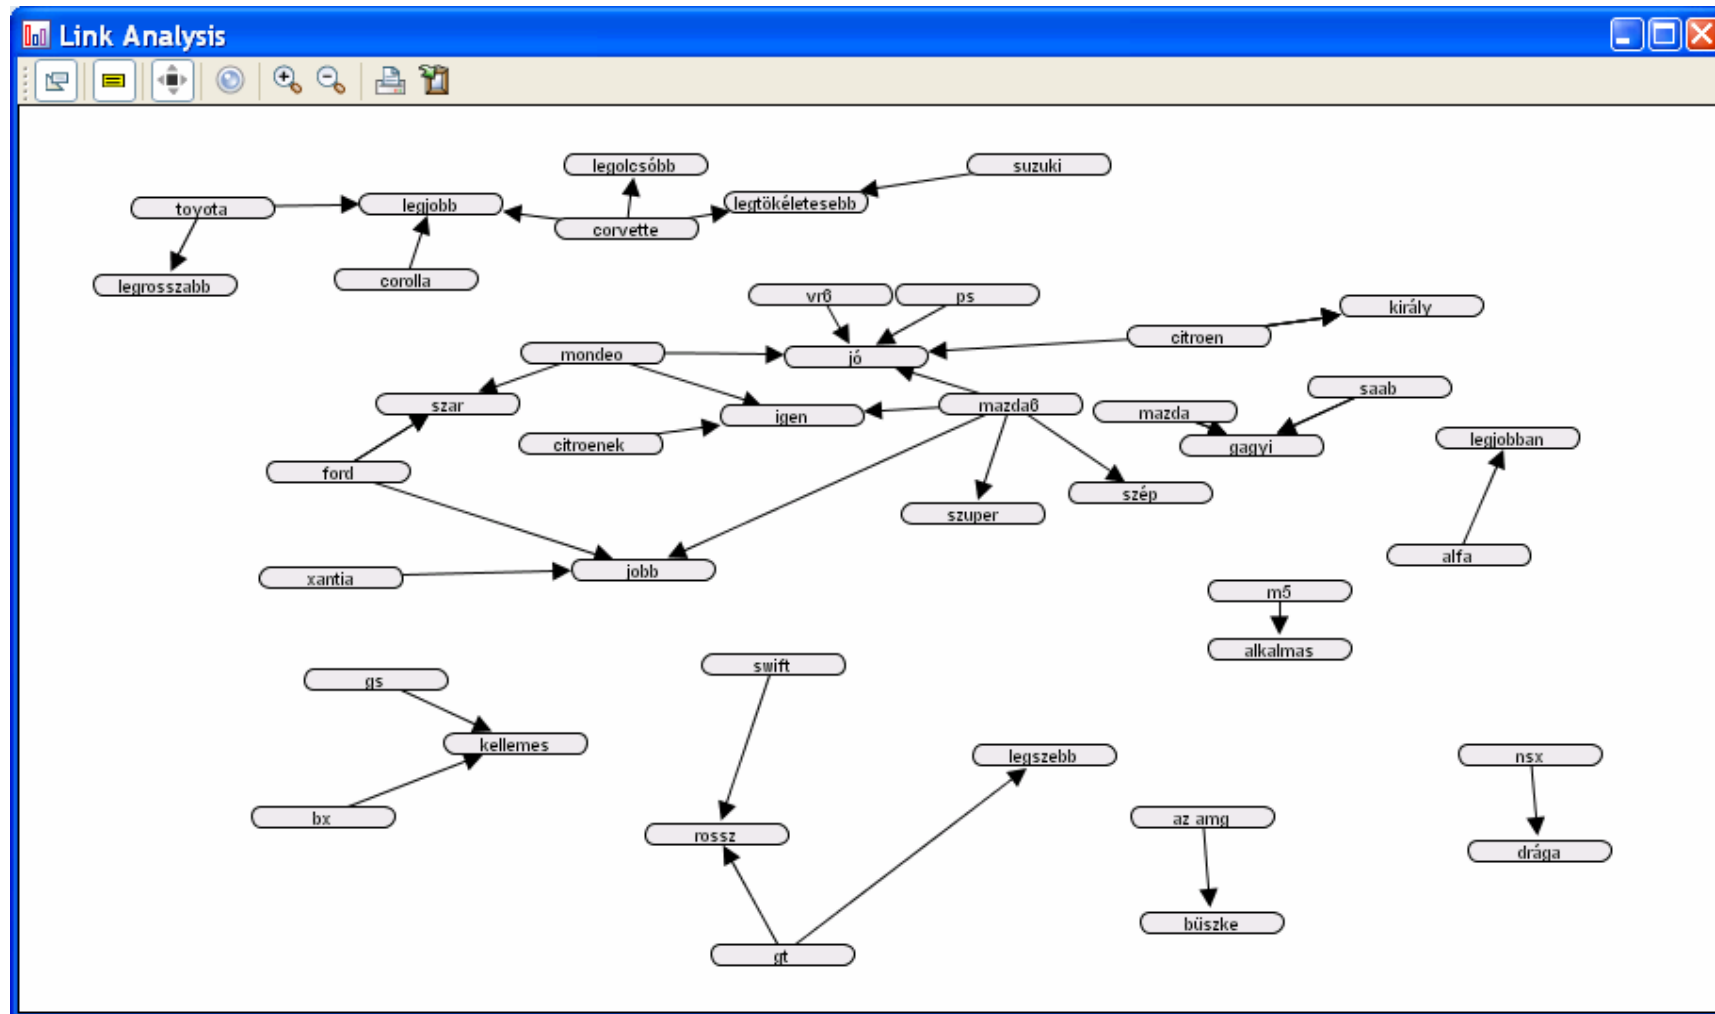 Link Analysis
legolcsóbb
suzuki
toyota
legjobb
legtökéletesebb
corvette
legrosszabb
corolla
vr6
ps
király
citroen
mondeo
jó
saab
szar
igen
mazda6
mazda
citroenek
gagyi
legjobban
ford
szép
szuper
alfa
xantia
jobb
m5
alkalmas
swift
gs
kellemes
legszebb
nsx
bx
az amg
rossz
drága
büszke
gt